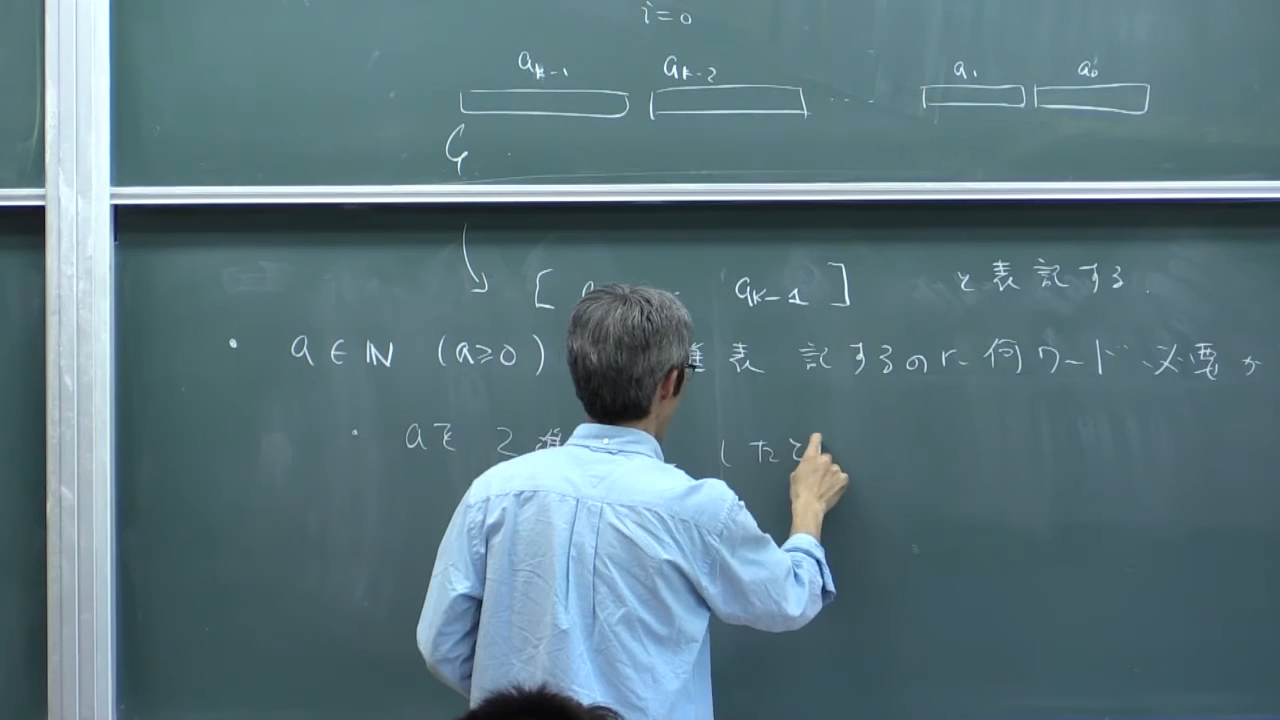 i=0
a_{k-1} a_{k-2} ... a_1 a_0
[ a_{k-1} ] と表記する.
・ a ∈ ℕ (a≥0) 進表記するのに何ワード必要か
・ aを2進 したと